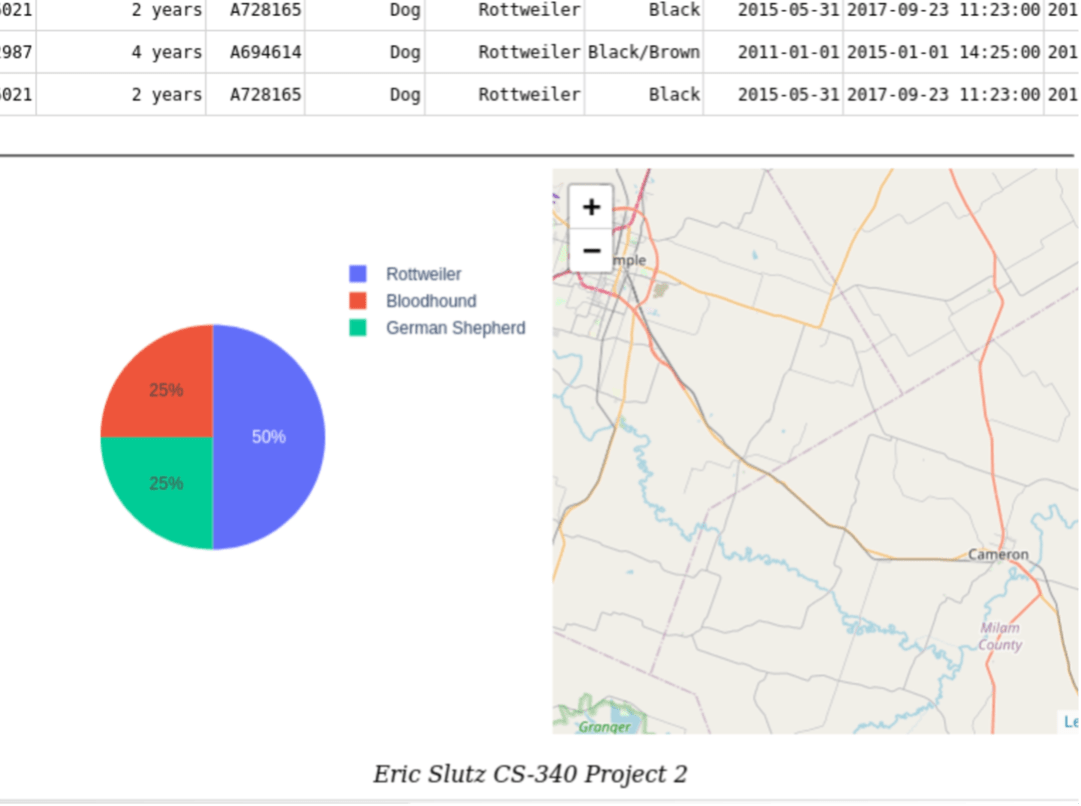 6021 2 years A728165 Dog Rottweiler Black 2015-05-31 2017-09-23 11:23:00 201
2987 4 years A694614 Dog Rottweiler Black/Brown 2011-01-01 2015-01-01 14:25:00 201
6021 2 years A728165 Dog Rottweiler Black 2015-05-31 2017-09-23 11:23:00 201
+
−
mple
Rottweiler
Bloodhound
German Shepherd
25%
50%
25%
Cameron
Milam
County
Granger
Le
Eric Slutz CS-340 Project 2